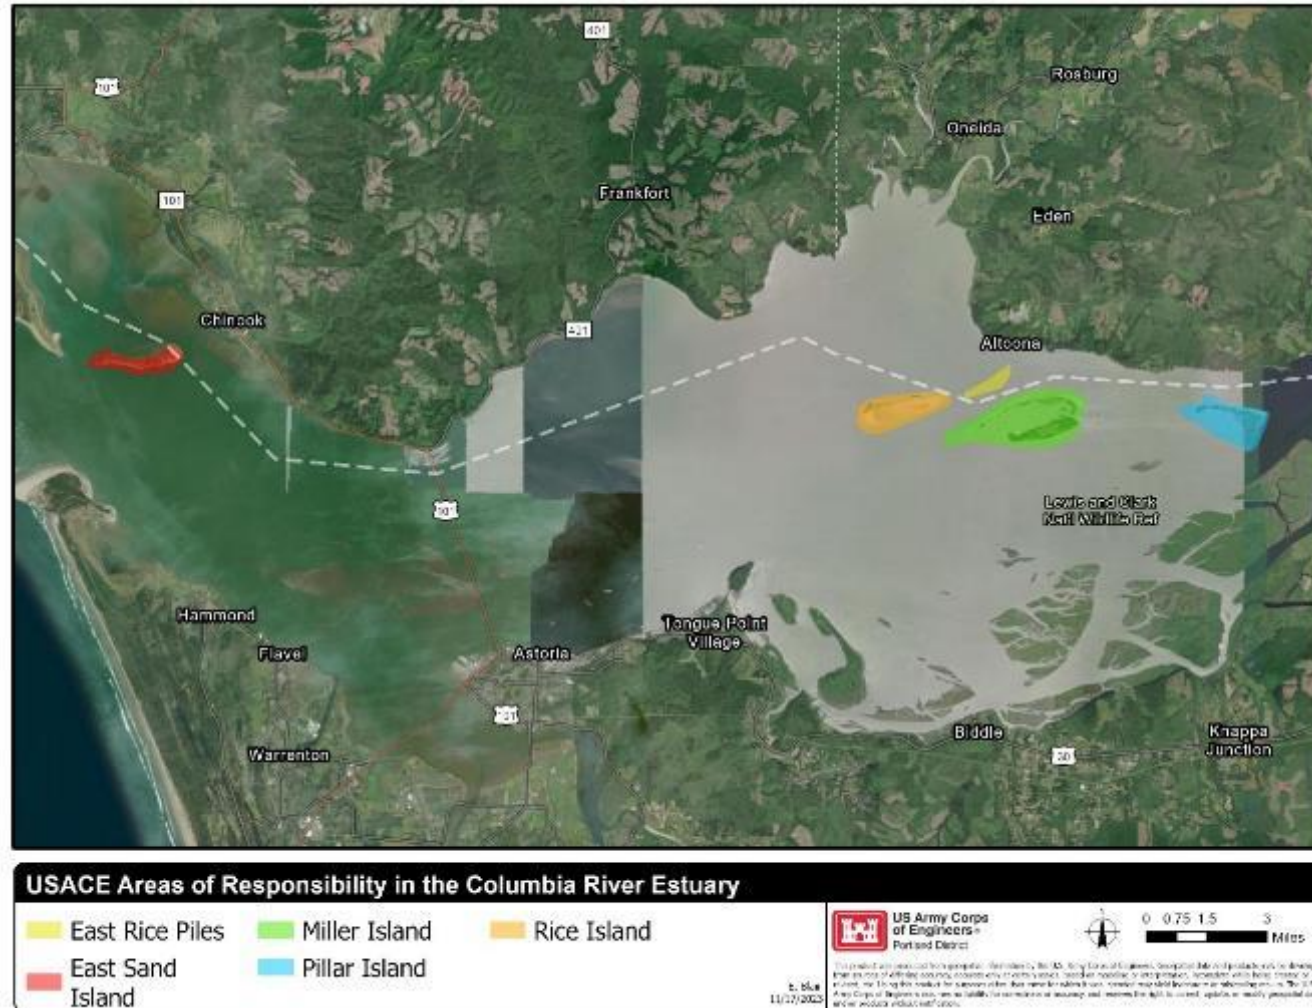 401
Rosburg
101
Oneida
101
Frankfort
Eden
Chinook
401
Altoona
Lewis and Clark
Nat'l Wildlife Ref
101
Hammond
Tongue Point
Village
Flavel
Astoria
101
Biddle
Knappa
Junction
Warrenton
30
USACE Areas of Responsibility in the Columbia River Estuary
East Rice Piles
Miller Island
Rice Island
East Sand
Island
Pillar Island
US Army Corps
of Engineers
Portland District
0 0.75 1.5 3
Miles
11/17/2023